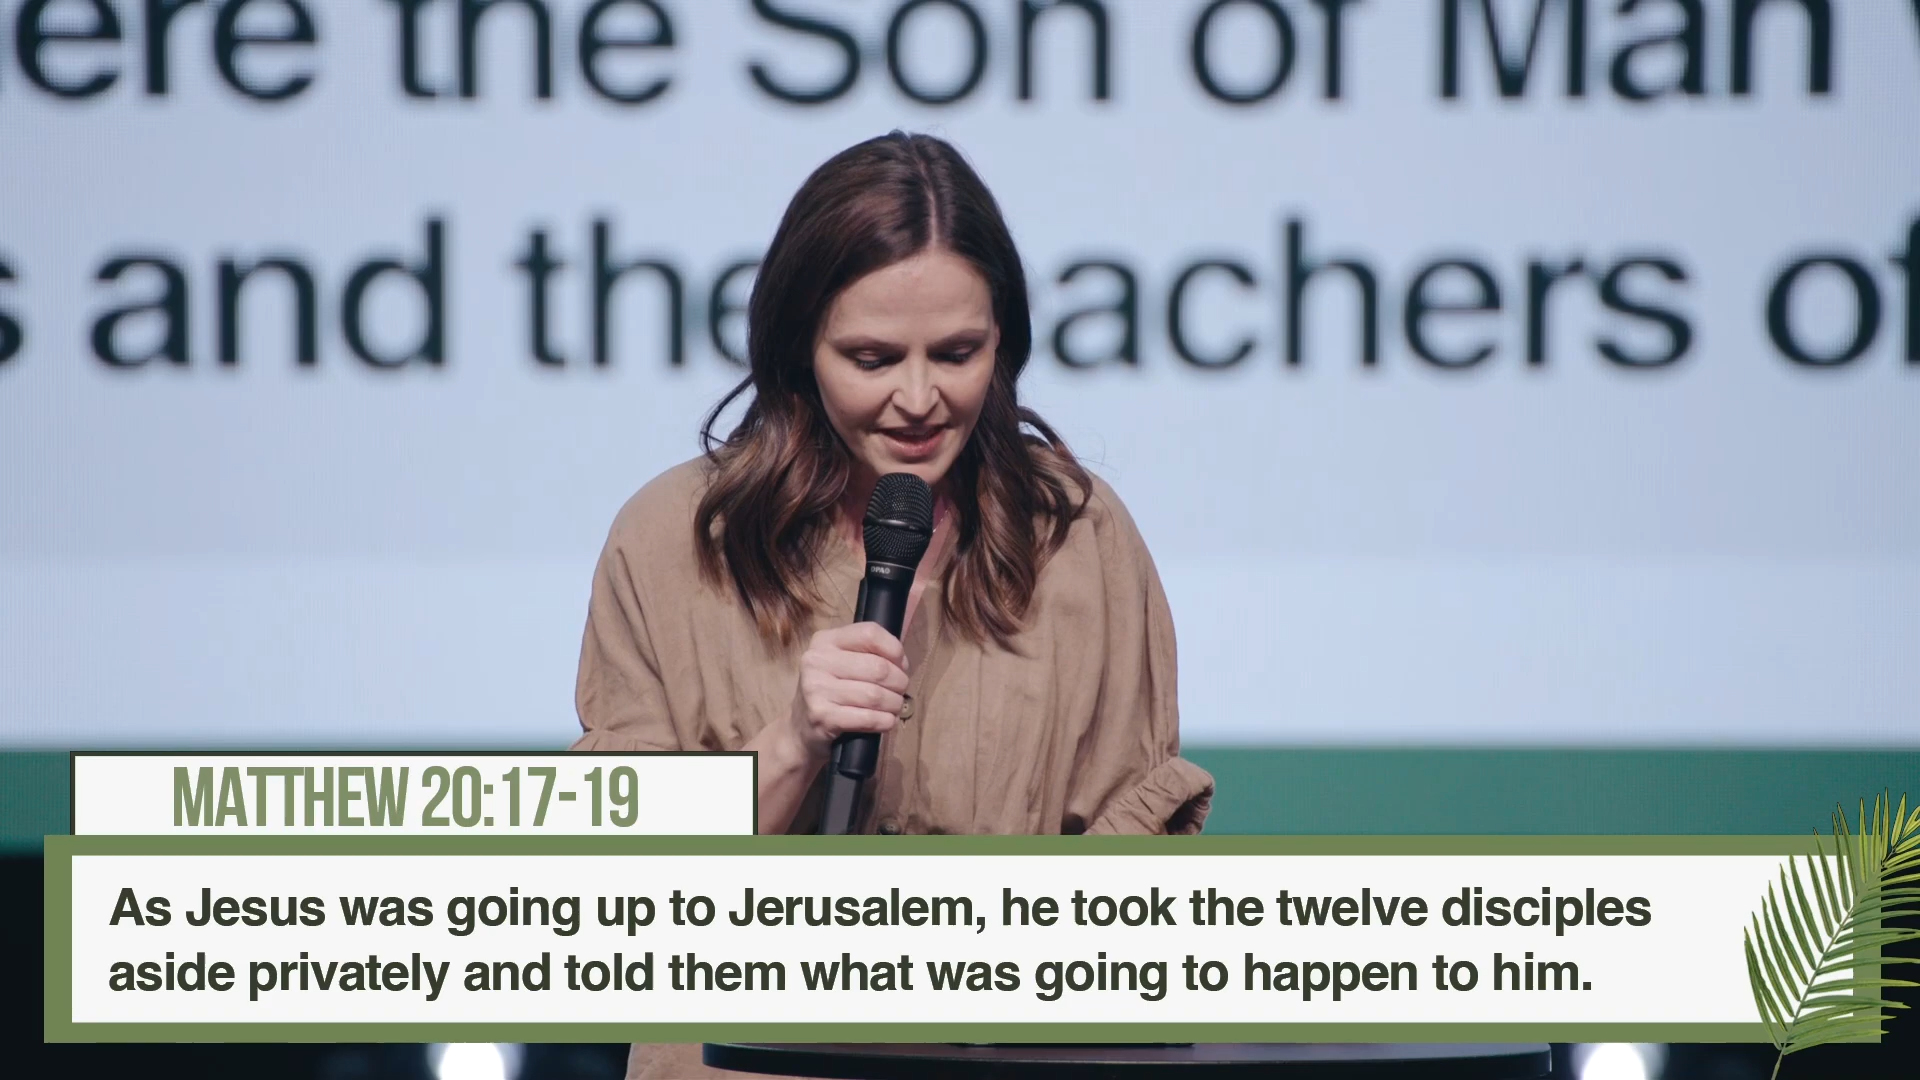 ere the Son of Man
s and the achers of
MATTHEW 20:17-19
As Jesus was going up to Jerusalem, he took the twelve disciples
aside privately and told them what was going to happen to him.